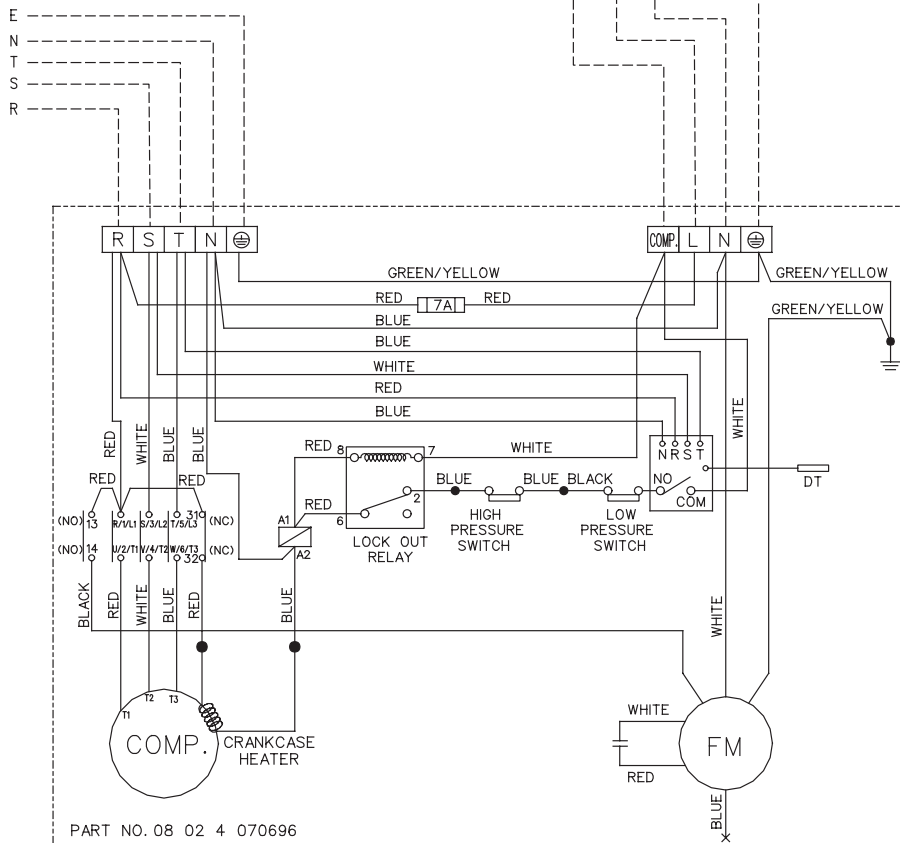 E
N
T
S
R
R S T N
COMP. L N
GREEN/YELLOW
GREEN/YELLOW
RED 7A RED
GREEN/YELLOW
BLUE
BLUE
WHITE
RED
BLUE
WHITE
RED
WHITE
BLUE
BLUE
N R S T
RED 8 7 WHITE
DT
RED
RED
BLUE
BLUE BLACK
NO
COM
RED
2
6
(NO) 13 R/1/L1 S/3/L2 T/5/L3 31 (NC)
A1
HIGH
PRESSURE
SWITCH
LOW
PRESSURE
SWITCH
LOCK OUT
RELAY
(NO) 14 U/2/T1 V/4/T2 W/6/T3 32 (NC)
A2
BLACK
RED
WHITE
BLUE
RED
BLUE
WHITE
T1
T2
T3
COMP.
CRANKCASE
HEATER
WHITE
RED
FM
BLUE
PART NO. 08 02 4 070696